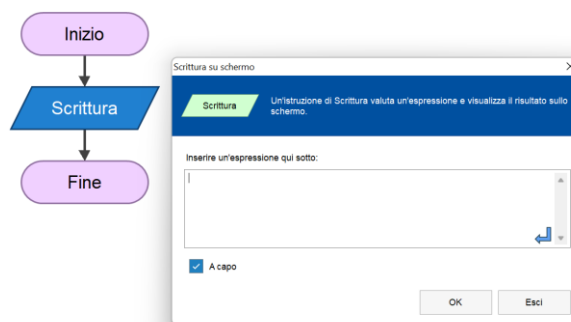 Inizio
Scrittura
Fine
Scrittura su schermo
Scrittura
Un'istruzione di Scrittura valuta un'espressione e visualizza il risultato sullo
schermo.
Inserire un'espressione qui sotto:
A capo
OK
Esci